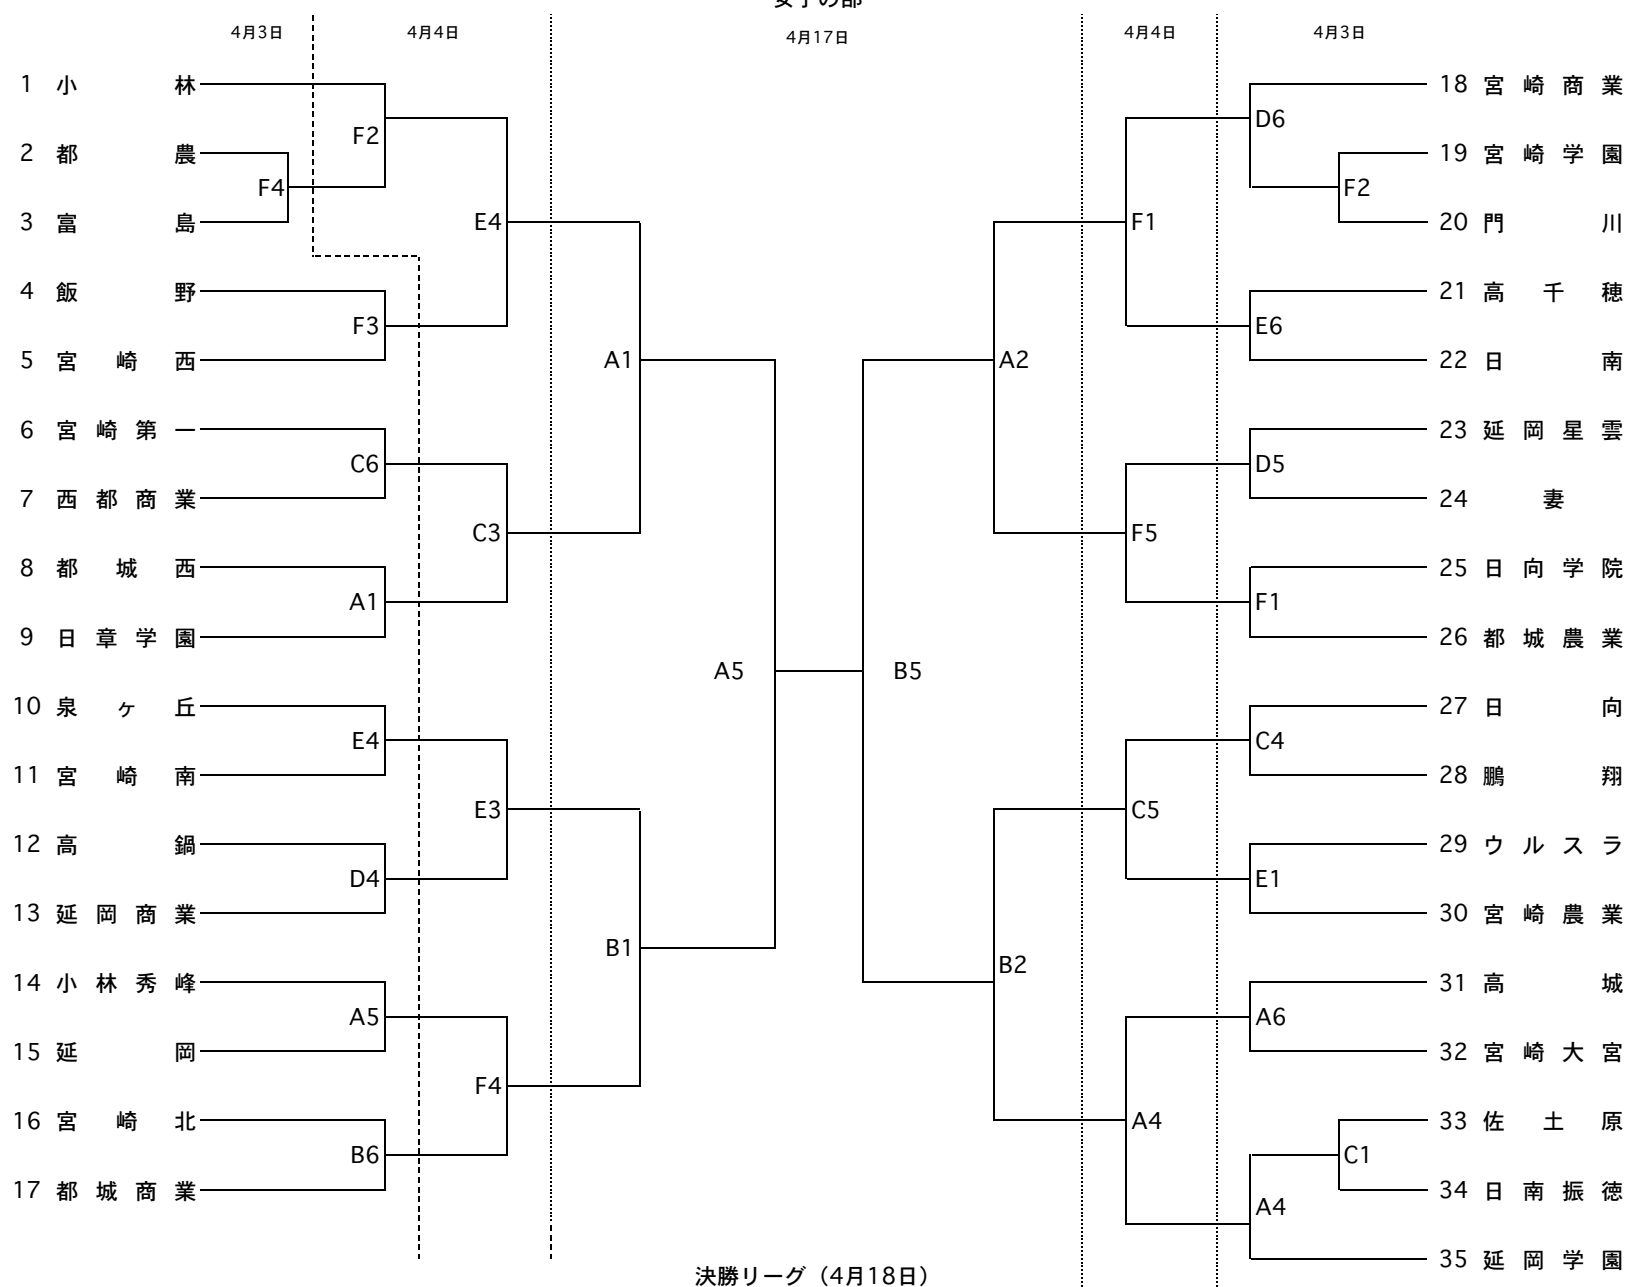 女子の部
4月3日 4月4日 4月17日 4月4日 4月3日
1 小林 18 宮崎商業
F2 D6
2 都農 19 宮崎学園
F4 F2
3 富島 E4 F1 20 門川
4 飯野 21 高千穂
F3 E6
5 宮崎西 A1 A2 22 日南
6 宮崎第一 23 延岡星雲
C6 D5
7 西都商業 24 妻
C3 F5
8 都城西 25 日向学院
A1 F1
9 日章学園 26 都城農業
A5 B5
10 泉ヶ丘 27 日向
E4 C4
11 宮崎南 28 鵬翔
E3 C5
12 高鍋 29 ウルスラ
D4 E1
13 延岡商業 30 宮崎農業
B1 B2
14 小林秀峰 31 高城
A5 A6
15 延岡 32 宮崎大宮
F4
16 宮崎北 A4 33 佐土原
B6 C1
17 都城商業 34 日南振徳
A4
35 延岡学園
決勝リーグ（4月18日）